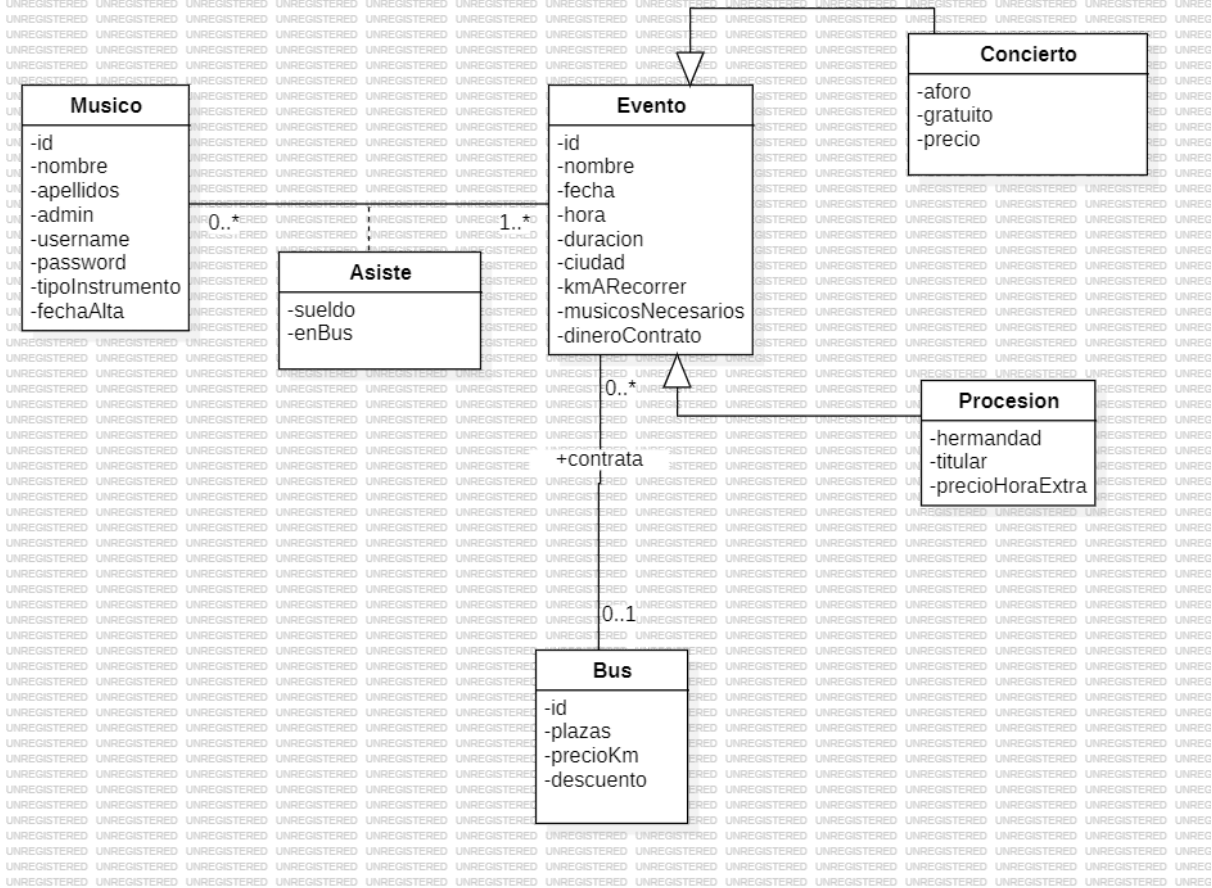 Musico
-id
-nombre
-apellidos
-admin
-username
-password
-tipoInstrumento
-fechaAlta
0..*
1..*
Asiste
-sueldo
-enBus
Evento
-id
-nombre
-fecha
-hora
-duracion
-ciudad
-kmARecorrer
-musicosNecesarios
-dineroContrato
Concierto
-aforo
-gratuito
-precio
0..*
+contrata
0..1
Procesion
-hermandad
-titular
-precioHoraExtra
Bus
-id
-plazas
-precioKm
-descuento
UNREGISTERED